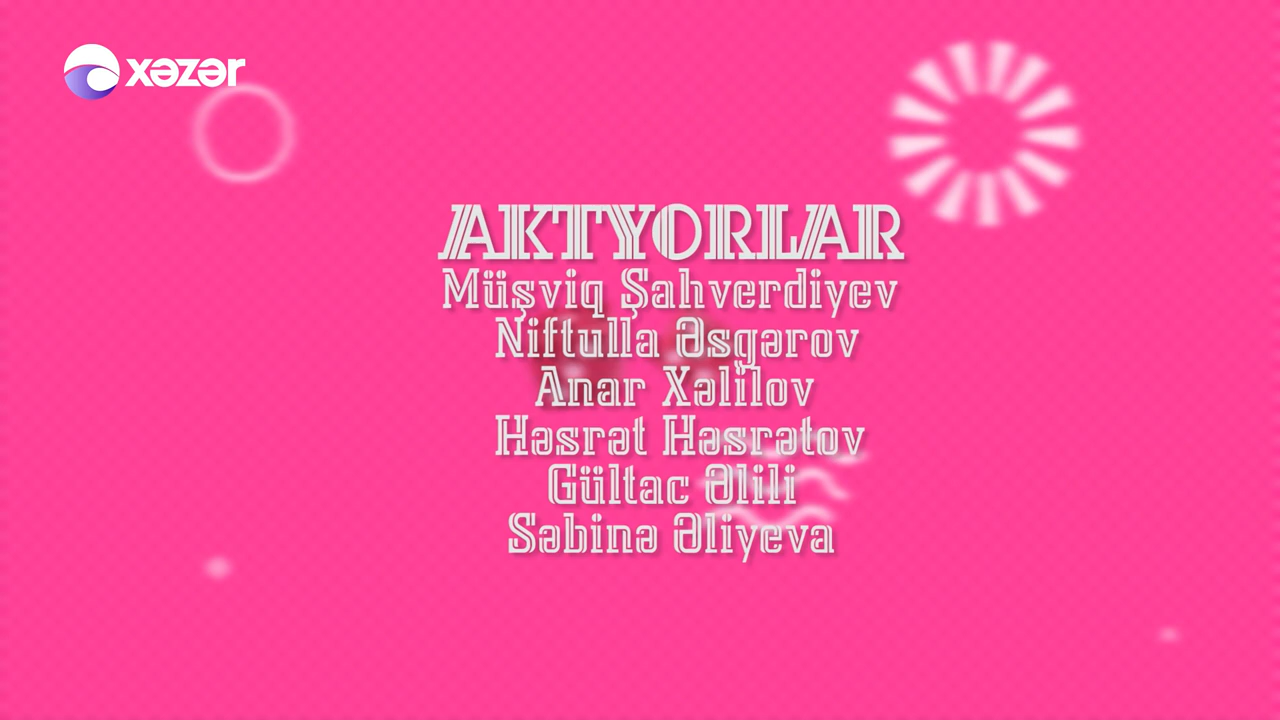 xəzər
AKTYORLAR
Müşviq Şahverdiyev
Niftulla Əsgərov
Anar Xəlilov
Həsrət Həsrətov
Gültac Əlili
Səbinə Əliyeva